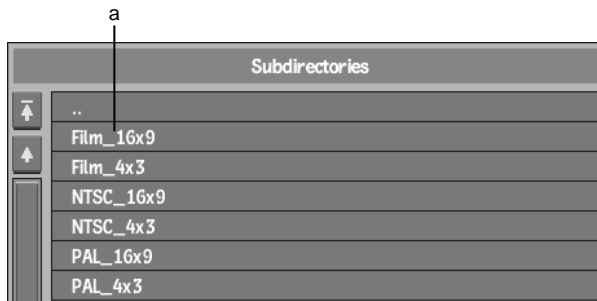 a
Subdirectories
..
Film_16x9
Film_4x3
NTSC_16x9
NTSC_4x3
PAL_16x9
PAL_4x3